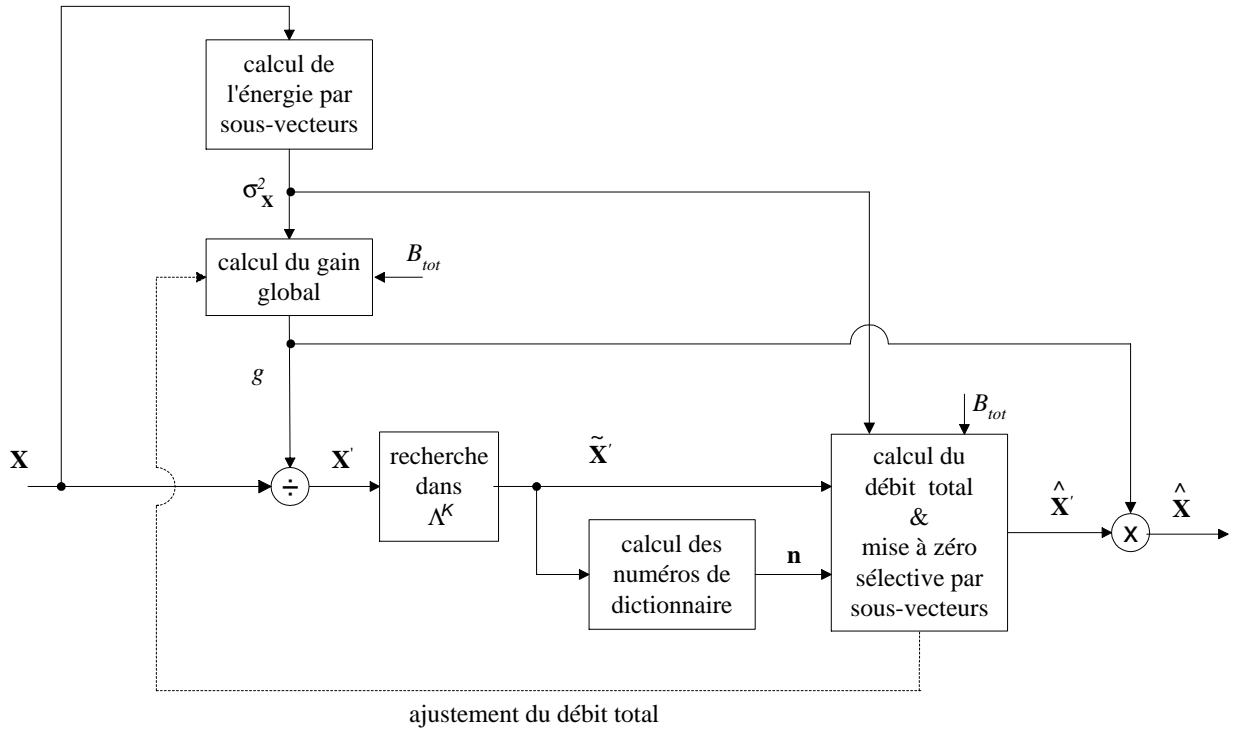 calcul de
l'énergie par
sous-vecteurs
σ²_X
calcul du gain
global
B_tot
g
B_tot
X
÷
X'
recherche
dans
Λ^K
X̃'
calcul des
numéros de
dictionnaire
n
calcul du
débit total
&
mise à zéro
sélective par
sous-vecteurs
X̂'
x
X̂
ajustement du débit total